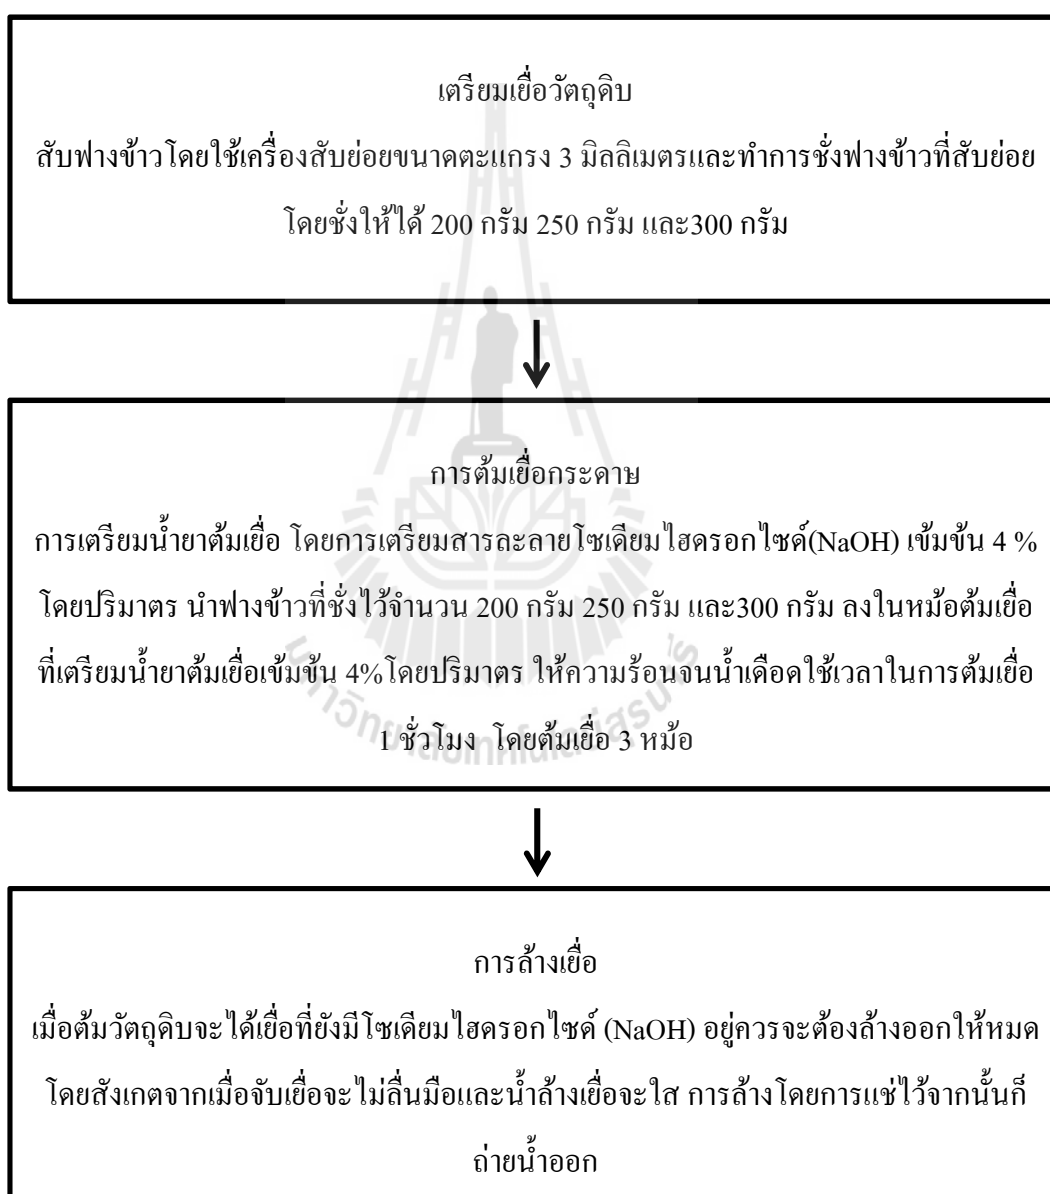 เตรียมเยื่อวัตถุดิบ
สับฟางข้าวโดยใช้เครื่องสับย่อยขนาดตะแกรง 3 มิลลิเมตรและทำการชั่งฟางข้าวที่สับย่อย
โดยชั่งให้ได้ 200 กรัม 250 กรัม และ300 กรัม
การต้มเยื่อกระดาษ
การเตรียมน้ำยาต้มเยื่อ โดยการเตรียมสารละลายโซเดียมไฮดรอกไซด์(NaOH) เข้มข้น 4 %
โดยปริมาตร นำฟางข้าวที่ชั่งไว้จำนวน 200 กรัม 250 กรัม และ300 กรัม ลงในหม้อต้มเยื่อ
ที่เตรียมน้ำยาต้มเยื่อเข้มข้น 4%โดยปริมาตร ให้ความร้อนจนน้ำเดือดใช้เวลาในการต้มเยื่อ
1 ชั่วโมง โดยต้มเยื่อ 3 หม้อ
มหาวิทยาลัยเทคโนโลยีสุรนารี
การล้างเยื่อ
เมื่อต้มวัตถุดิบจะได้เยื่อที่ยังมีโซเดียมไฮดรอกไซด์ (NaOH) อยู่ควรจะต้องล้างออกให้หมด
โดยสังเกตจากเมื่อจับเยื่อจะไม่ลื่นมือและน้ำล้างเยื่อจะใส การล้างโดยการแช่ไว้จากนั้นก็
ถ่ายน้ำออก